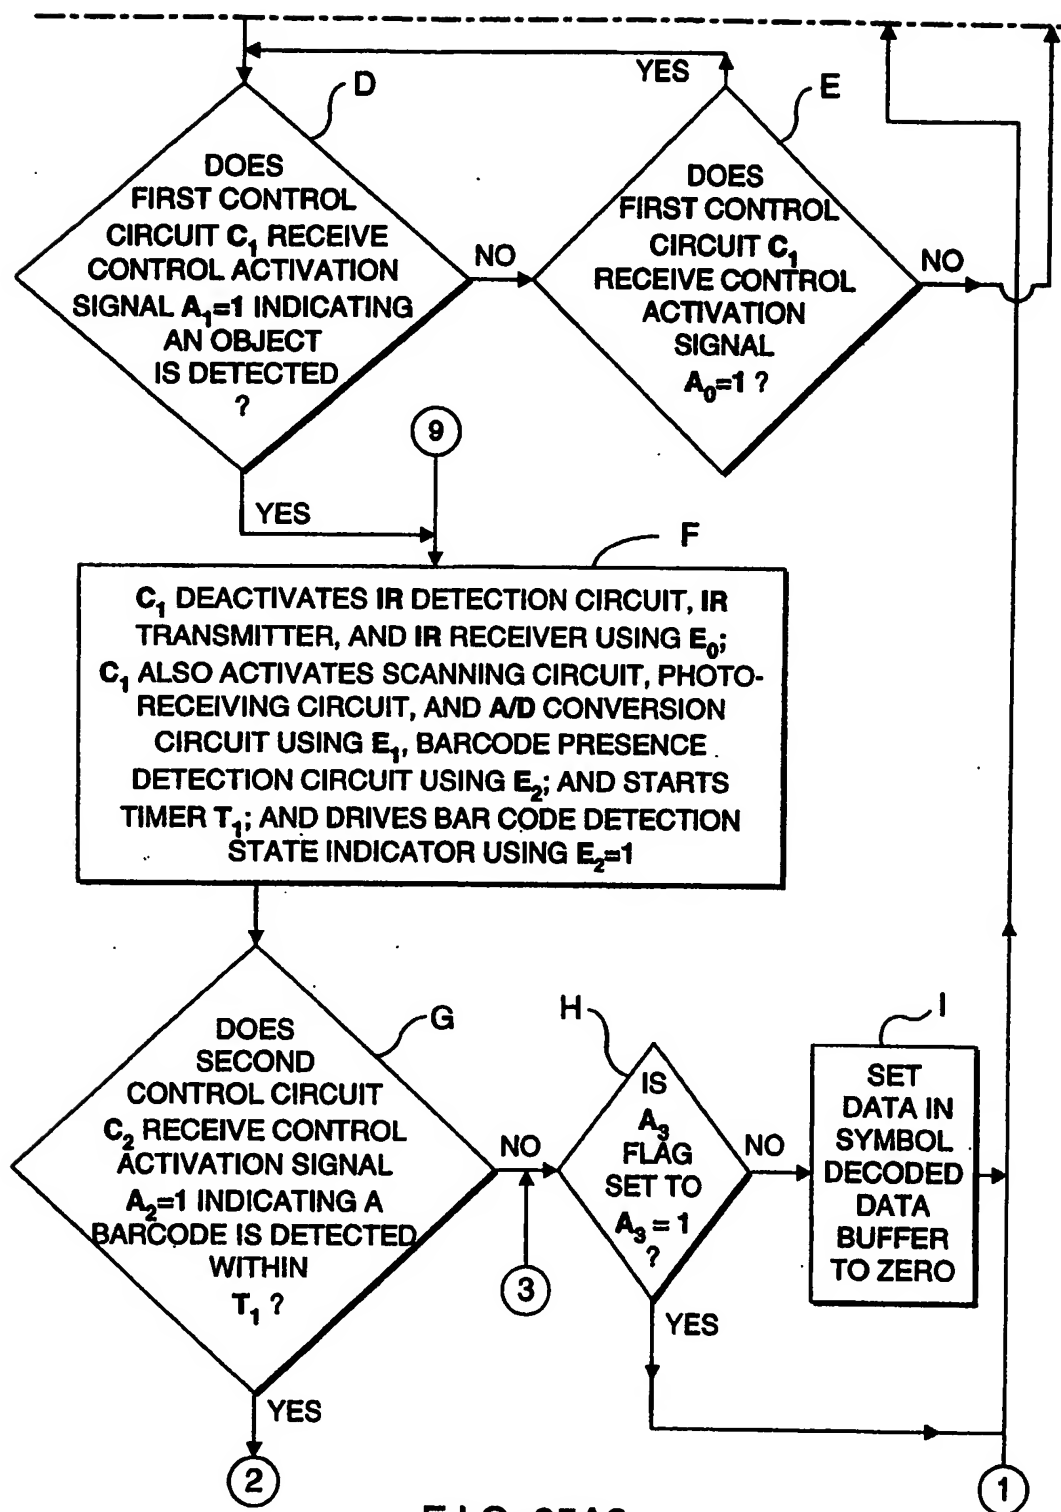 YES
D
E
DOES
FIRST CONTROL
CIRCUIT C₁ RECEIVE
CONTROL ACTIVATION
SIGNAL A₁=1 INDICATING
AN OBJECT
IS DETECTED
?
NO
DOES
FIRST CONTROL
CIRCUIT C₁
RECEIVE CONTROL
ACTIVATION
SIGNAL
A₀=1 ?
NO
9
YES
F
C₁ DEACTIVATES IR DETECTION CIRCUIT, IR
TRANSMITTER, AND IR RECEIVER USING E₀;
C₁ ALSO ACTIVATES SCANNING CIRCUIT, PHOTO-
RECEIVING CIRCUIT, AND A/D CONVERSION
CIRCUIT USING E₁, BARCODE PRESENCE
DETECTION CIRCUIT USING E₂; AND STARTS
TIMER T₁; AND DRIVES BAR CODE DETECTION
STATE INDICATOR USING E₂=1
G
DOES
SECOND
CONTROL CIRCUIT
C₂ RECEIVE CONTROL
ACTIVATION SIGNAL
A₂=1 INDICATING A
BARCODE IS DETECTED
WITHIN
T₁ ?
NO
3
H
IS
A₃
FLAG
SET TO
A₃ = 1
?
NO
YES
I
SET
DATA IN
SYMBOL
DECODED
DATA
BUFFER
TO ZERO
YES
2
1